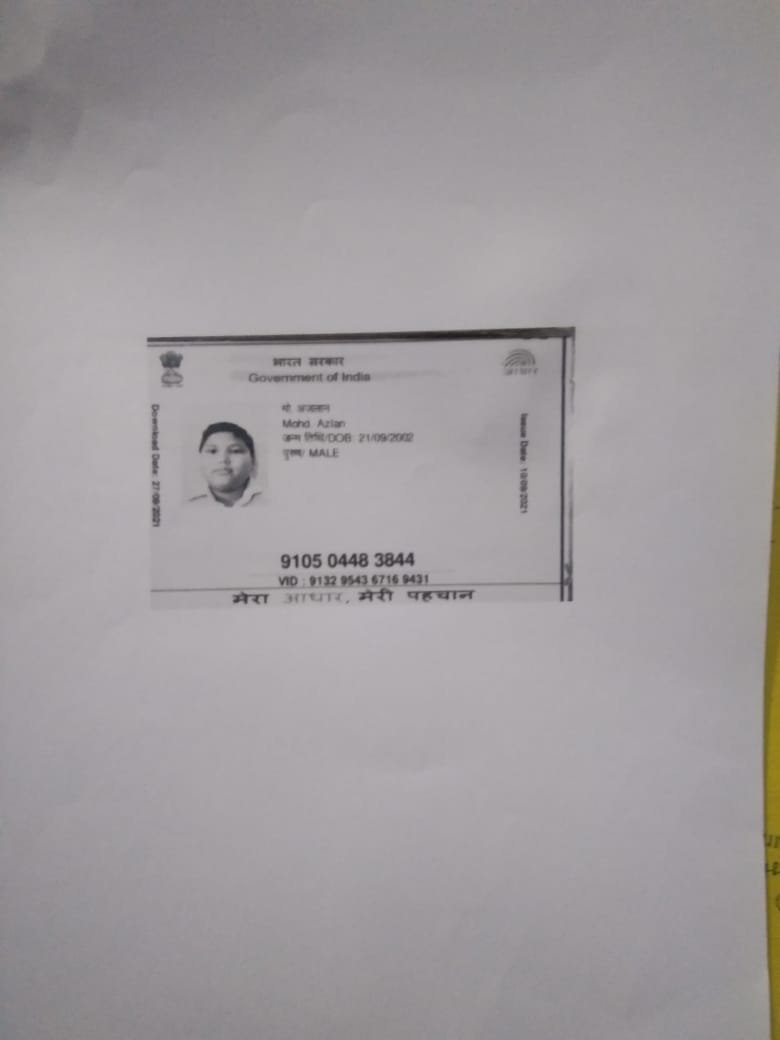 भारत सरकार
Government of India
आधार
मो. अजलान
Mohd. Azlan
जन्म तिथि/DOB: 21/09/2002
पुरुष/ MALE
Download Date: 27/09/2021
Issue Date: 10/09/2021
9105 0448 3844
VID : 9132 9543 6716 9431
मेरा आधार, मेरी पहचान